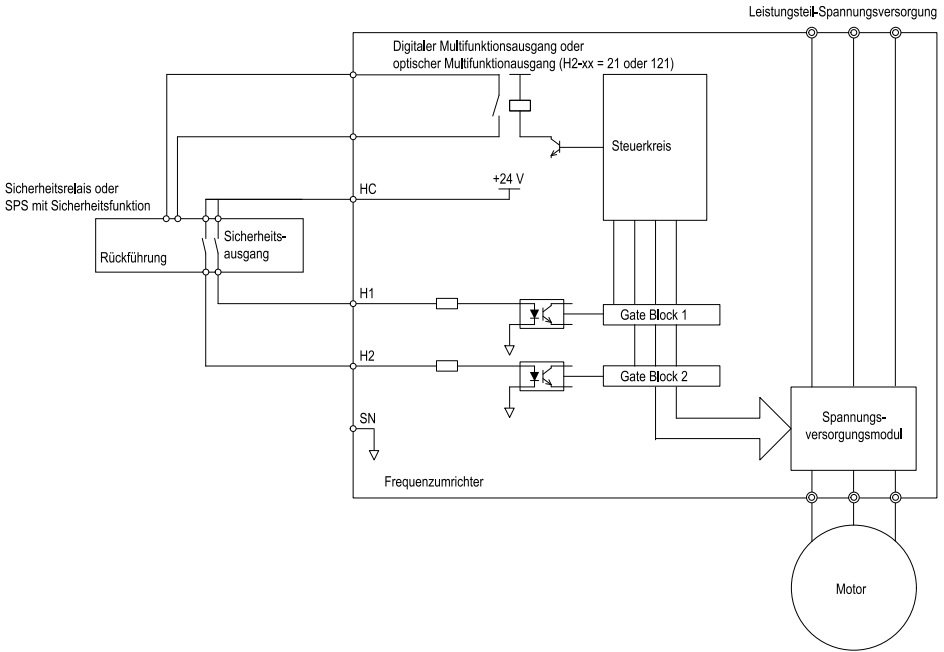 Leistungsteil-Spannungsversorgung
Digitaler Multifunktionsausgang oder
optischer Multifunktionausgang (H2-xx = 21 oder 121)
Steuerkreis
+24 V
HC
Sicherheitsrelais oder
SPS mit Sicherheitsfunktion
Sicherheits-
ausgang
Rückführung
H1
Gate Block 1
H2
Gate Block 2
SN
Spannungs-
versorgungsmodul
Frequenzumrichter
Motor